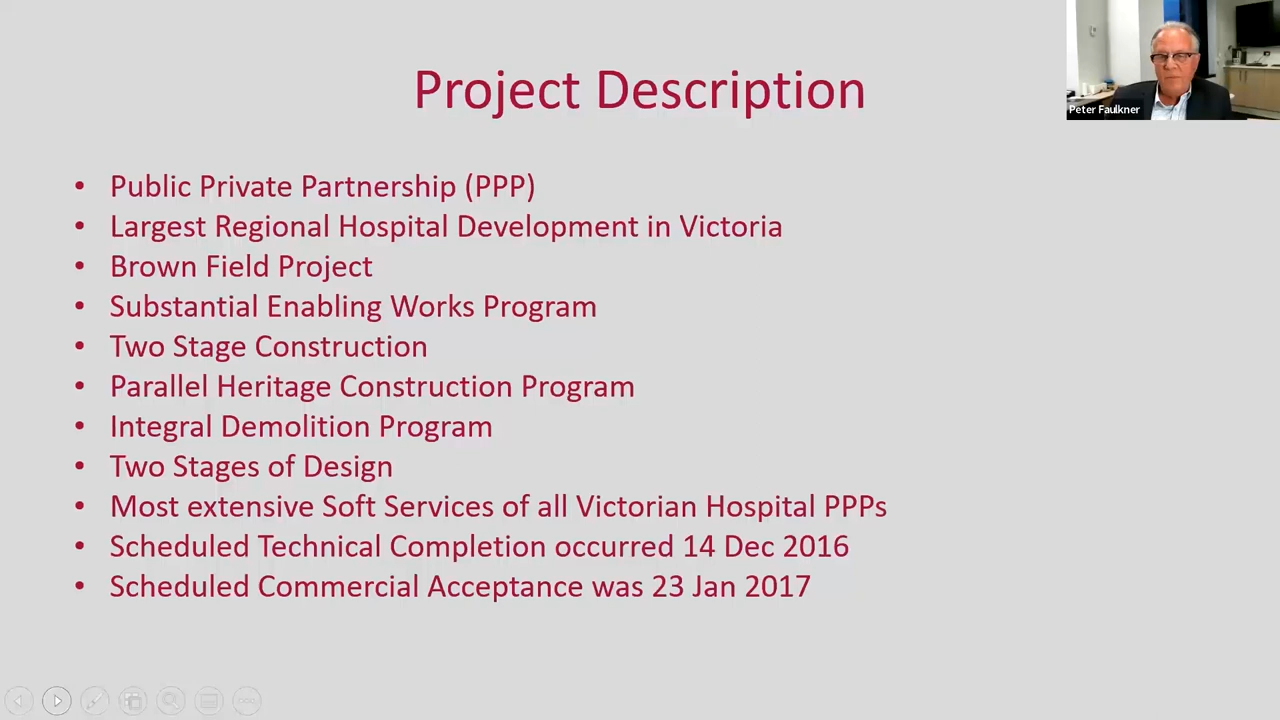 Project Description
Peter Faulkner
• Public Private Partnership (PPP)
• Largest Regional Hospital Development in Victoria
• Brown Field Project
• Substantial Enabling Works Program
• Two Stage Construction
• Parallel Heritage Construction Program
• Integral Demolition Program
• Two Stages of Design
• Most extensive Soft Services of all Victorian Hospital PPPs
• Scheduled Technical Completion occurred 14 Dec 2016
• Scheduled Commercial Acceptance was 23 Jan 2017